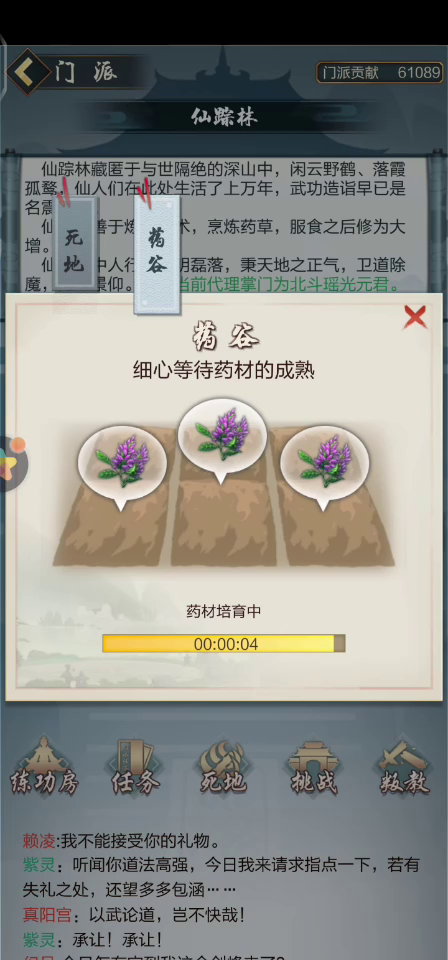 门 派
门派贡献 61089
仙踪林
仙踪林藏匿于与世隔绝的深山中，闲云野鹤、落霞
孤鹜，仙人们在此处生活了上万年，武功造诣早已是
名震
仙 善于炼 术，烹炼药草，服食之后修为大
增。
仙 中人行 明磊落，秉天地之正气，卫道除
魔， 景仰。 当前代理掌门为北斗瑶光元君。
死地
药谷
药谷
细心等待药材的成熟
药材培育中
00:00:04
练功房
任务
死地
挑战
叛教
赖凌:我不能接受你的礼物。
紫灵：听闻你道法高强，今日我来请求指点一下，若有
失礼之处，还望多多包涵……
真阳宫：以武论道，岂不快哉！
紫灵：承让！承让！